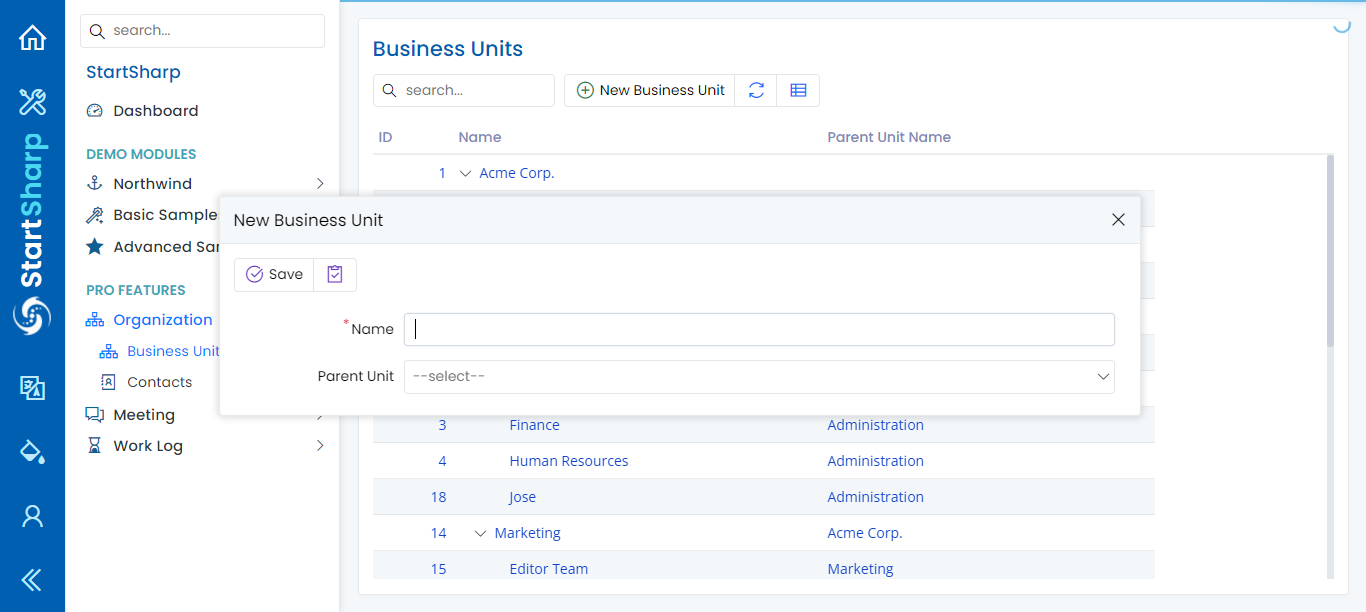 StartSharp
search...
StartSharp
Dashboard
DEMO MODULES
Northwind
Basic Sample
Advanced Sar
PRO FEATURES
Organization
Business Unit
Contacts
Meeting
Work Log
Business Units
search...
New Business Unit
ID Name Parent Unit Name
1 Acme Corp.
New Business Unit
Save
* Name
Parent Unit --select--
3 Finance Administration
4 Human Resources Administration
18 Jose Administration
14 Marketing Acme Corp.
15 Editor Team Marketing